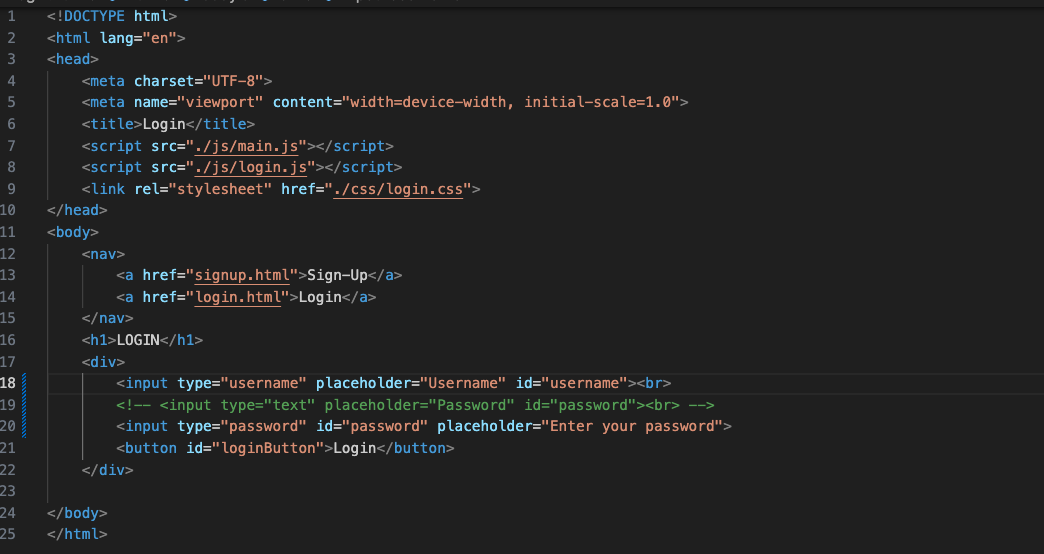 1 <!DOCTYPE html>
2 <html lang="en">
3 <head>
4     <meta charset="UTF-8">
5     <meta name="viewport" content="width=device-width, initial-scale=1.0">
6     <title>Login</title>
7     <script src="./js/main.js"></script>
8     <script src="./js/login.js"></script>
9     <link rel="stylesheet" href="./css/login.css">
10 </head>
11 <body>
12     <nav>
13         <a href="signup.html">Sign-Up</a>
14         <a href="login.html">Login</a>
15     </nav>
16     <h1>LOGIN</h1>
17     <div>
18         <input type="username" placeholder="Username" id="username"><br>
19         <!-- <input type="text" placeholder="Password" id="password"><br> -->
20         <input type="password" id="password" placeholder="Enter your password">
21         <button id="loginButton">Login</button>
22     </div>
23
24 </body>
25 </html>